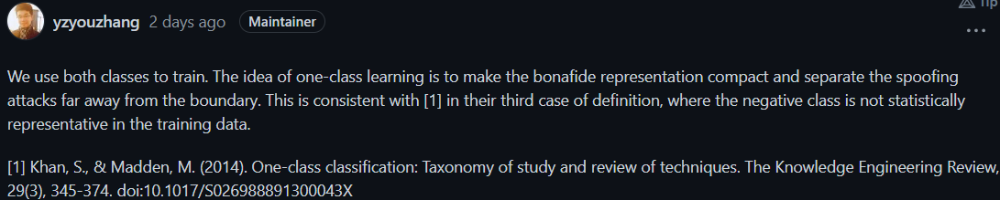 Tip
yzyouzhang 2 days ago Maintainer
We use both classes to train. The idea of one-class learning is to make the bonafide representation compact and separate the spoofing
attacks far away from the boundary. This is consistent with [1] in their third case of definition, where the negative class is not statistically
representative in the training data.
[1] Khan, S., & Madden, M. (2014). One-class classification: Taxonomy of study and review of techniques. The Knowledge Engineering Review,
29(3), 345-374. doi:10.1017/S026988891300043X